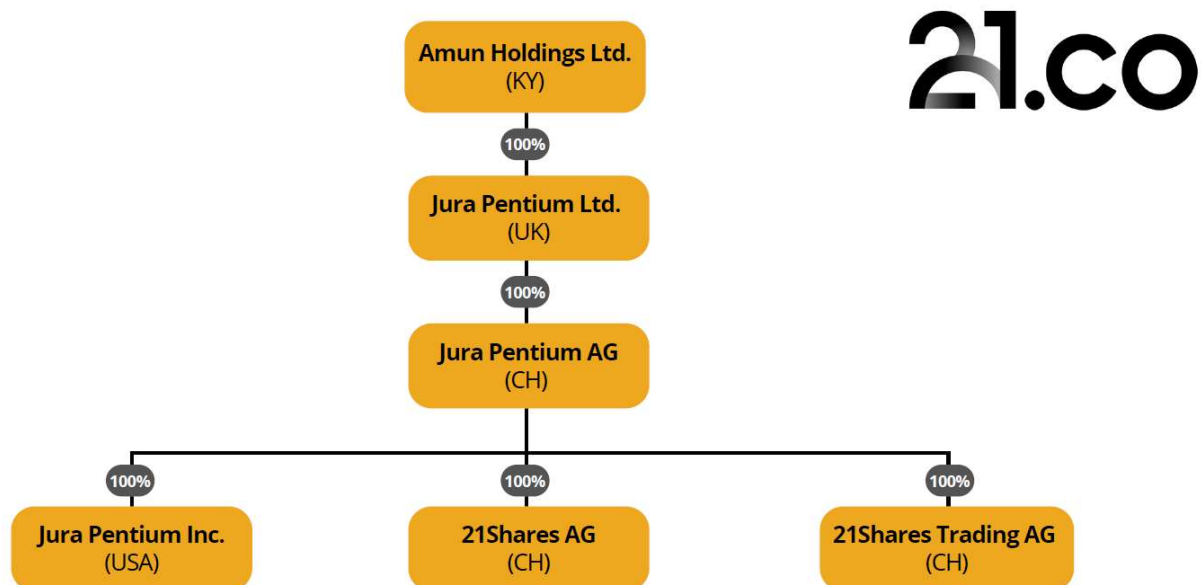 21.co
Amun Holdings Ltd.
(KY)
100%
Jura Pentium Ltd.
(UK)
100%
Jura Pentium AG
(CH)
100%
100%
100%
Jura Pentium Inc.
(USA)
21Shares AG
(CH)
21Shares Trading AG
(CH)